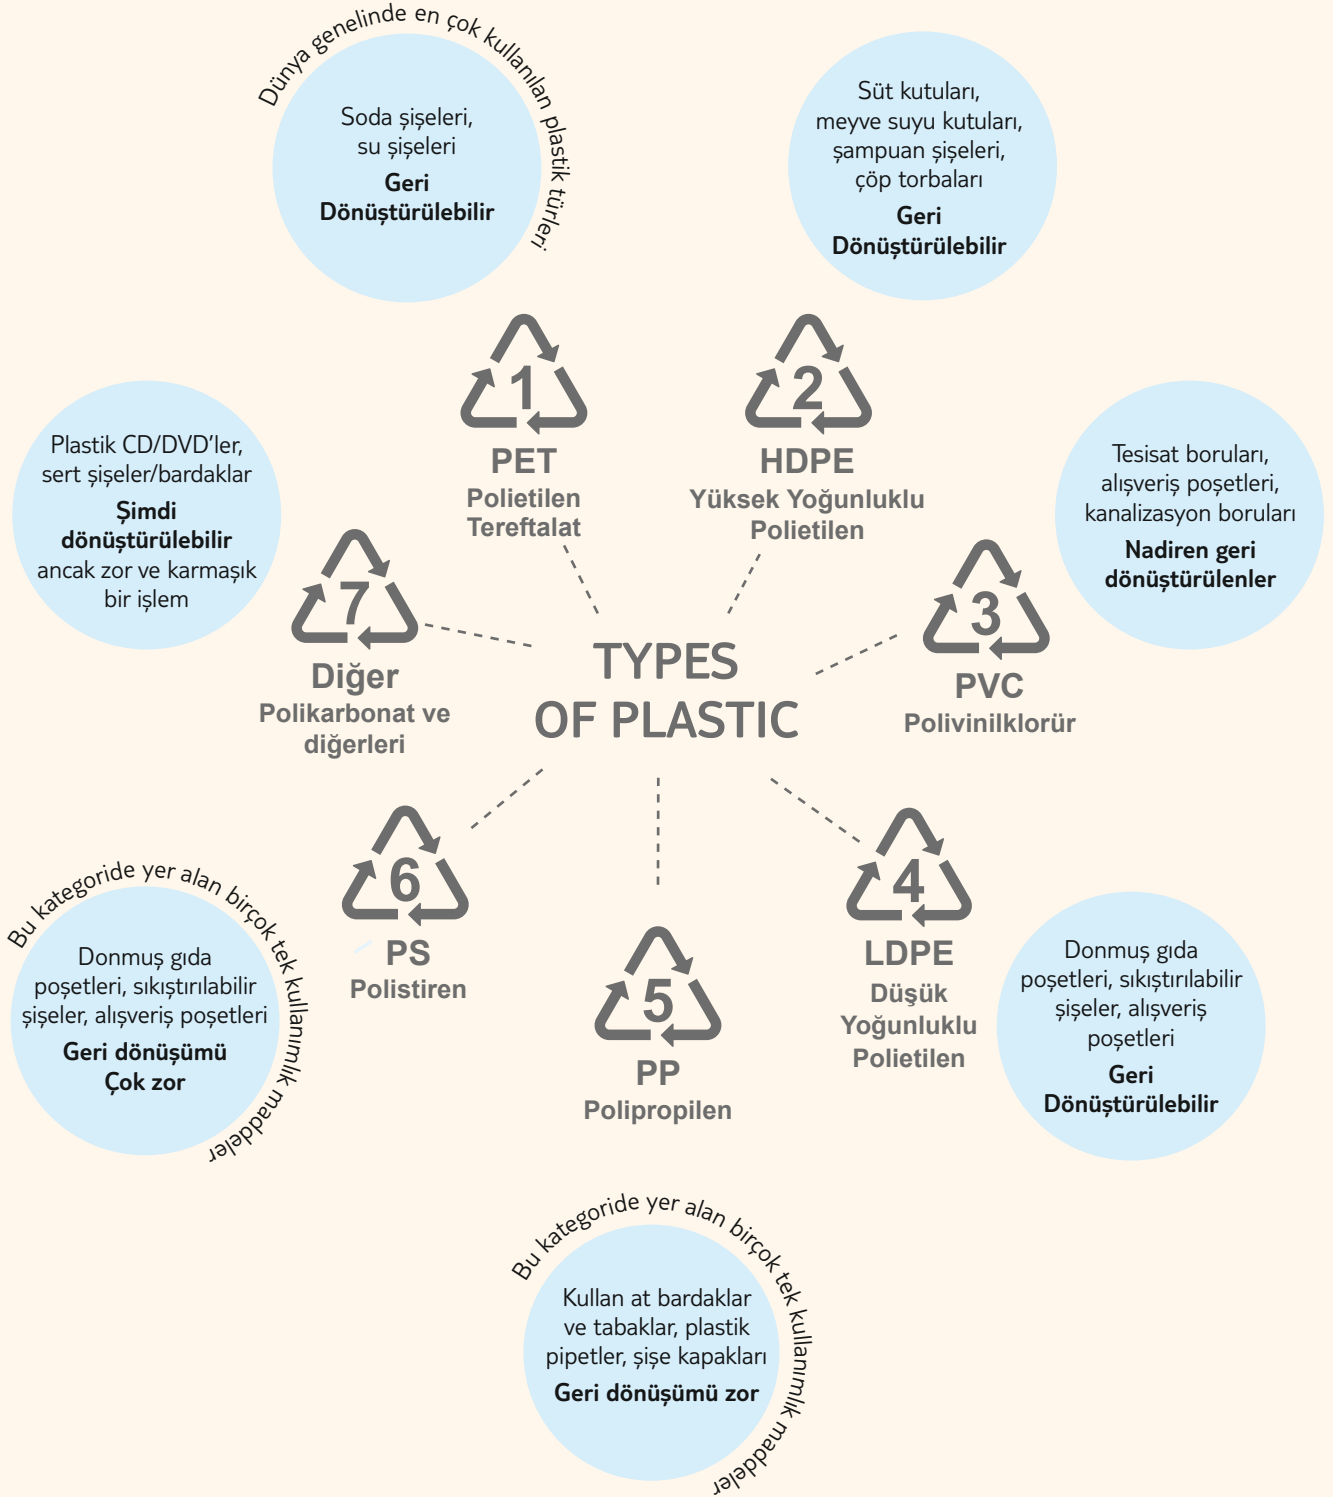 Dünya genelinde en çok kullanılan plastik türleri
Soda şişeleri,
su şişeleri
Geri
Dönüştürülebilir
Süt kutuları,
meyve suyu kutuları,
şampuan şişeleri,
çöp torbaları
Geri
Dönüştürülebilir
1
PET
Polietilen
Tereftalat
2
HDPE
Yüksek Yoğunluklu
Polietilen
Plastik CD/DVD'ler,
sert şişeler/bardaklar
Şimdi
dönüştürülebilir
ancak zor ve karmaşık
bir işlem
7
Diğer
Polikarbonat ve
diğerleri
TYPES
OF PLASTIC
3
PVC
Polivinilklorür
Tesisat boruları,
alışveriş poşetleri,
kanalizasyon boruları
Nadiren geri
dönüştürülenler
Bu kategoride yer alan birçok tek kullanımlık maddeler
Donmuş gıda
poşetleri, sıkıştırılabilir
şişeler, alışveriş poşetleri
Geri dönüşümü
Çok zor
6
PS
Polistiren
5
PP
Polipropilen
4
LDPE
Düşük
Yoğunluklu
Polietilen
Donmuş gıda
poşetleri, sıkıştırılabilir
şişeler, alışveriş
poşetleri
Geri
Dönüştürülebilir
Bu kategoride yer alan birçok tek kullanımlık maddeler
Kullan at bardaklar
ve tabaklar, plastik
pipetler, şişe kapakları
Geri dönüşümü zor